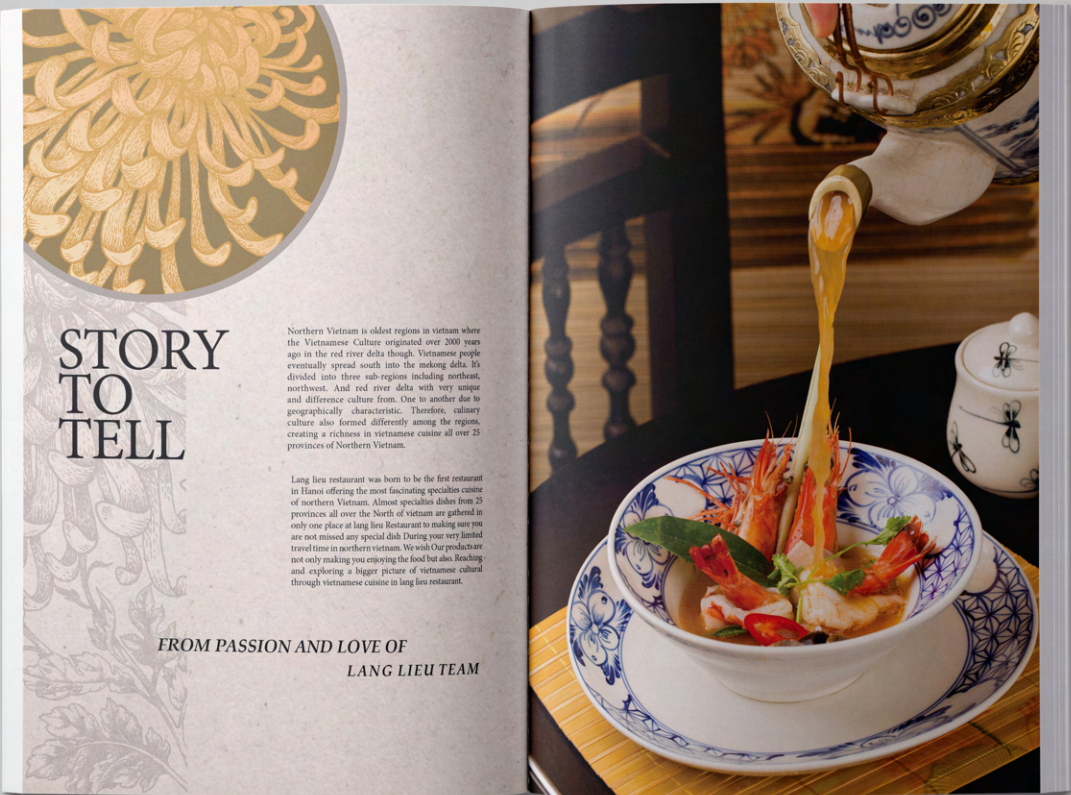 STORY
TO
TELL
Northern Vietnam is oldest regions in vietnam where
the Vietnamese Culture originated over 2000 years
ago in the red river delta though. Vietnamese people
eventually spread south into the mekong delta. It's
divided into three sub-regions including northeast,
northwest. And red river delta with very unique
and difference culture from. One to another due to
geographically characteristic. Therefore, culinary
culture also formed differently among the regions,
creating a richness in vietnamese cuisine all over 25
provinces of Northern Vietnam.
Lang lieu restaurant was born to be the first restaurant
in Hanoi offering the most fascinating specialties cuisine
of northern Vietnam. Almost specialties dishes from 25
provinces all over the North of vietnam are gathered in
only one place at lang lieu Restaurant to making sure you
are not missed any special dish During your very limited
travel time in northern vietnam. We wish Our products are
not only making you enjoying the food but also. Reaching
and exploring a bigger picture of vietnamese cultural
through vietnamese cuisine in lang lieu restaurant.
FROM PASSION AND LOVE OF
LANG LIEU TEAM